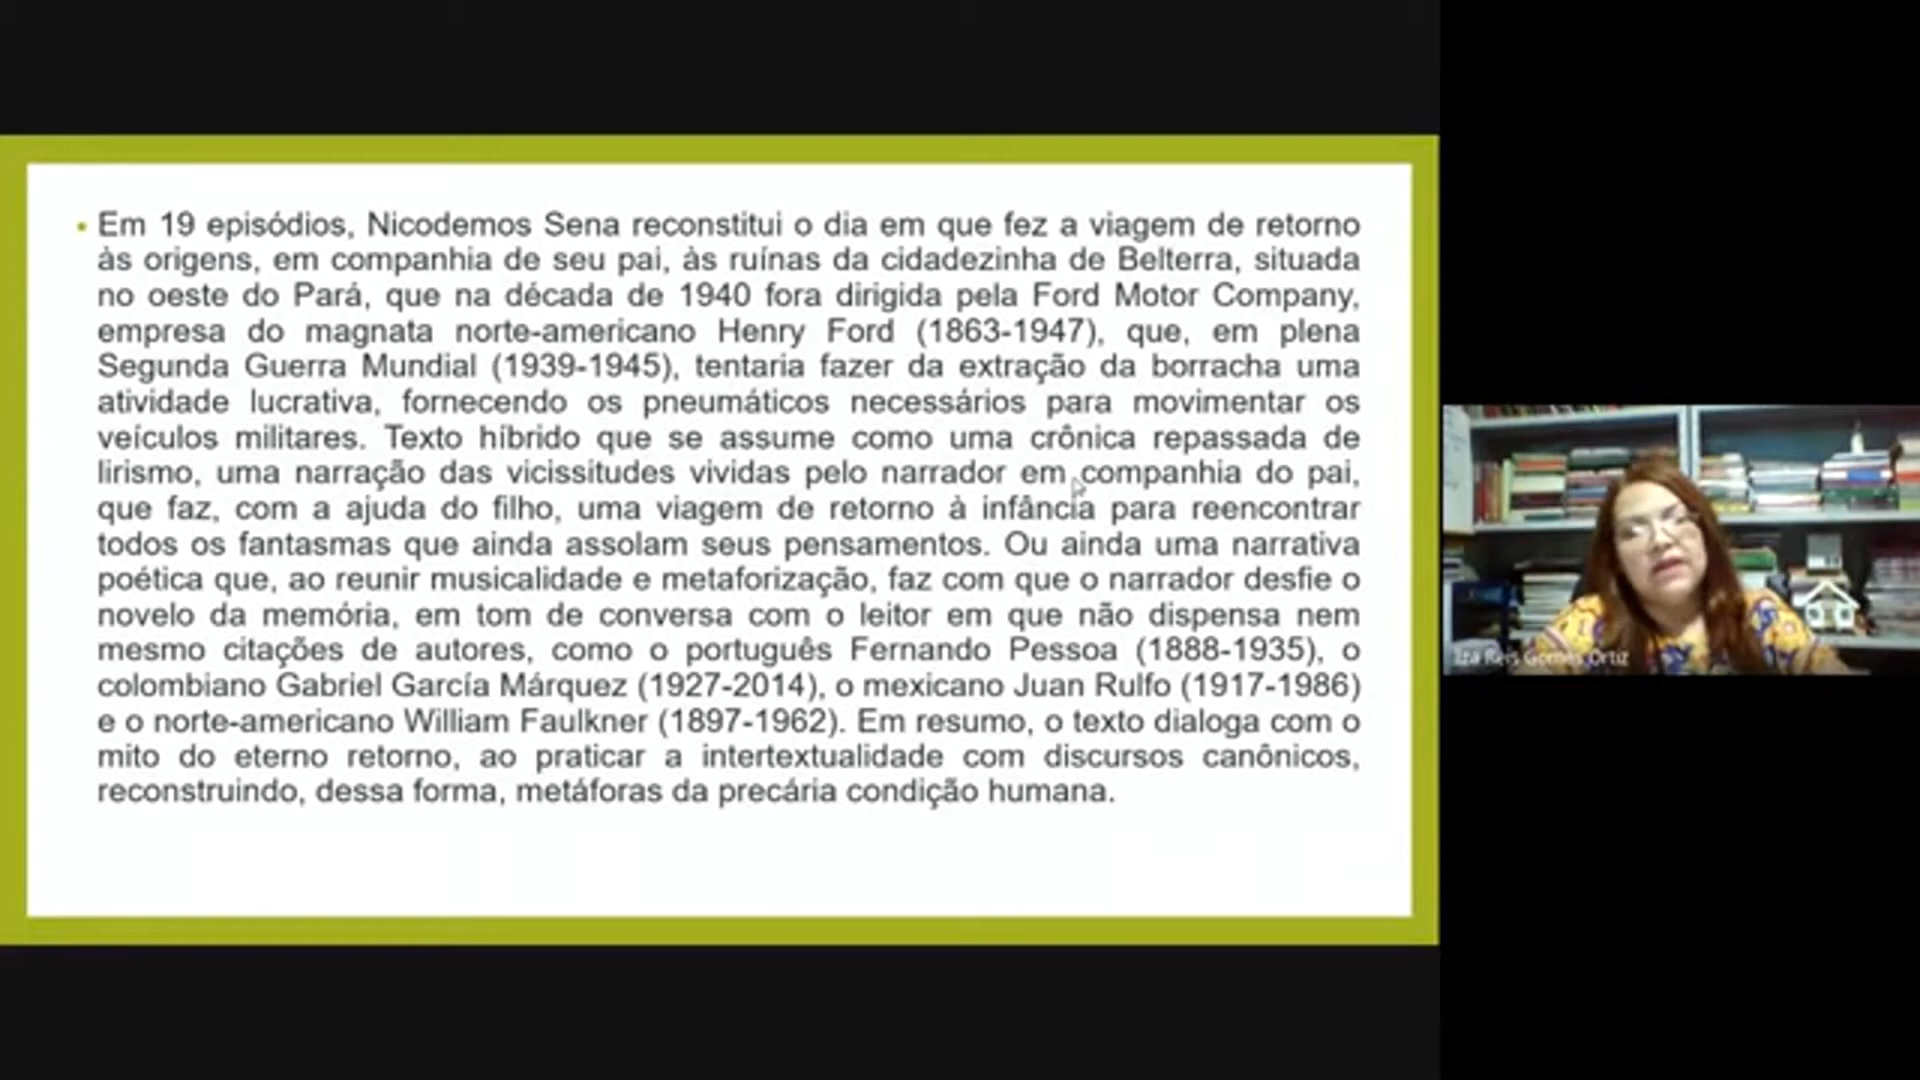 • Em 19 episódios, Nicodemos Sena reconstitui o dia em que fez a viagem de retorno
às origens, em companhia de seu pai, às ruínas da cidadezinha de Belterra, situada
no oeste do Pará, que na década de 1940 fora dirigida pela Ford Motor Company,
empresa do magnata norte-americano Henry Ford (1863-1947), que, em plena
Segunda Guerra Mundial (1939-1945), tentaria fazer da extração da borracha uma
atividade lucrativa, fornecendo os pneumáticos necessários para movimentar os
veículos militares. Texto híbrido que se assume como uma crônica repassada de
lirismo, uma narração das vicissitudes vividas pelo narrador em companhia do pai,
que faz, com a ajuda do filho, uma viagem de retorno à infância para reencontrar
todos os fantasmas que ainda assolam seus pensamentos. Ou ainda uma narrativa
poética que, ao reunir musicalidade e metaforização, faz com que o narrador desfie o
novelo da memória, em tom de conversa com o leitor em que não dispensa nem
mesmo citações de autores, como o português Fernando Pessoa (1888-1935), o
colombiano Gabriel García Márquez (1927-2014), o mexicano Juan Rulfo (1917-1986)
e o norte-americano William Faulkner (1897-1962). Em resumo, o texto dialoga com o
mito do eterno retorno, ao praticar a intertextualidade com discursos canônicos,
reconstruindo, dessa forma, metáforas da precária condição humana.
Reis Gomes Ortiz